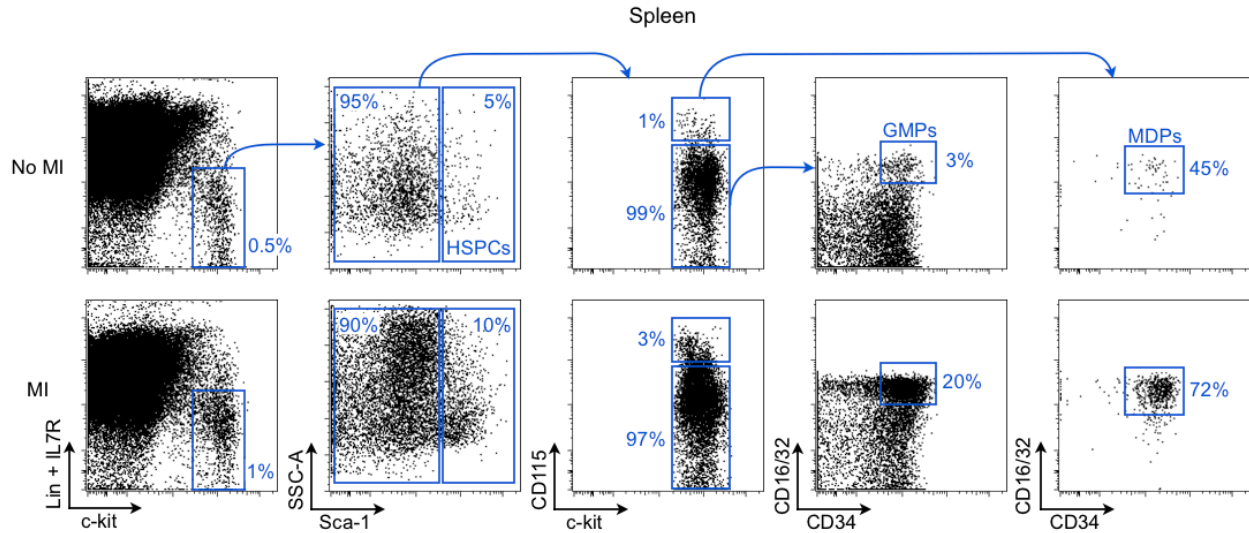 Spleen
No MI
0.5%
95%
5%
HSPCs
1%
99%
GMPs
3%
MDPs
45%
MI
1%
90%
10%
3%
97%
20%
72%
Lin + IL7R
c-kit
SSC-A
Sca-1
CD115
c-kit
CD16/32
CD34
CD16/32
CD34